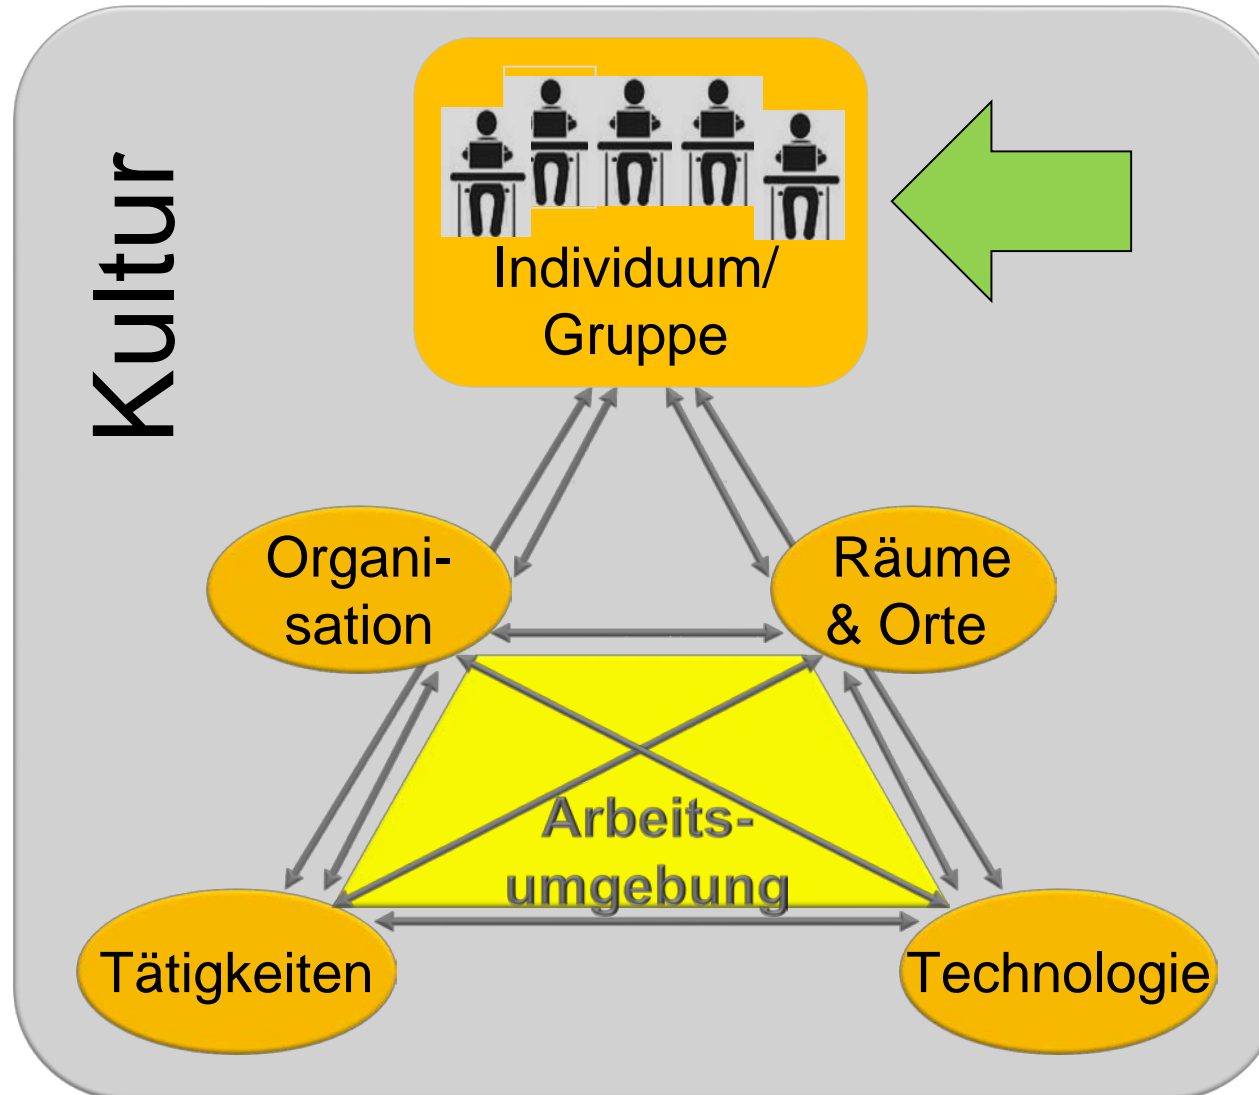 Kultur
Individuum/
Gruppe
Organi-
sation
Räume
& Orte
Arbeits-
umgebung
Tätigkeiten
Technologie